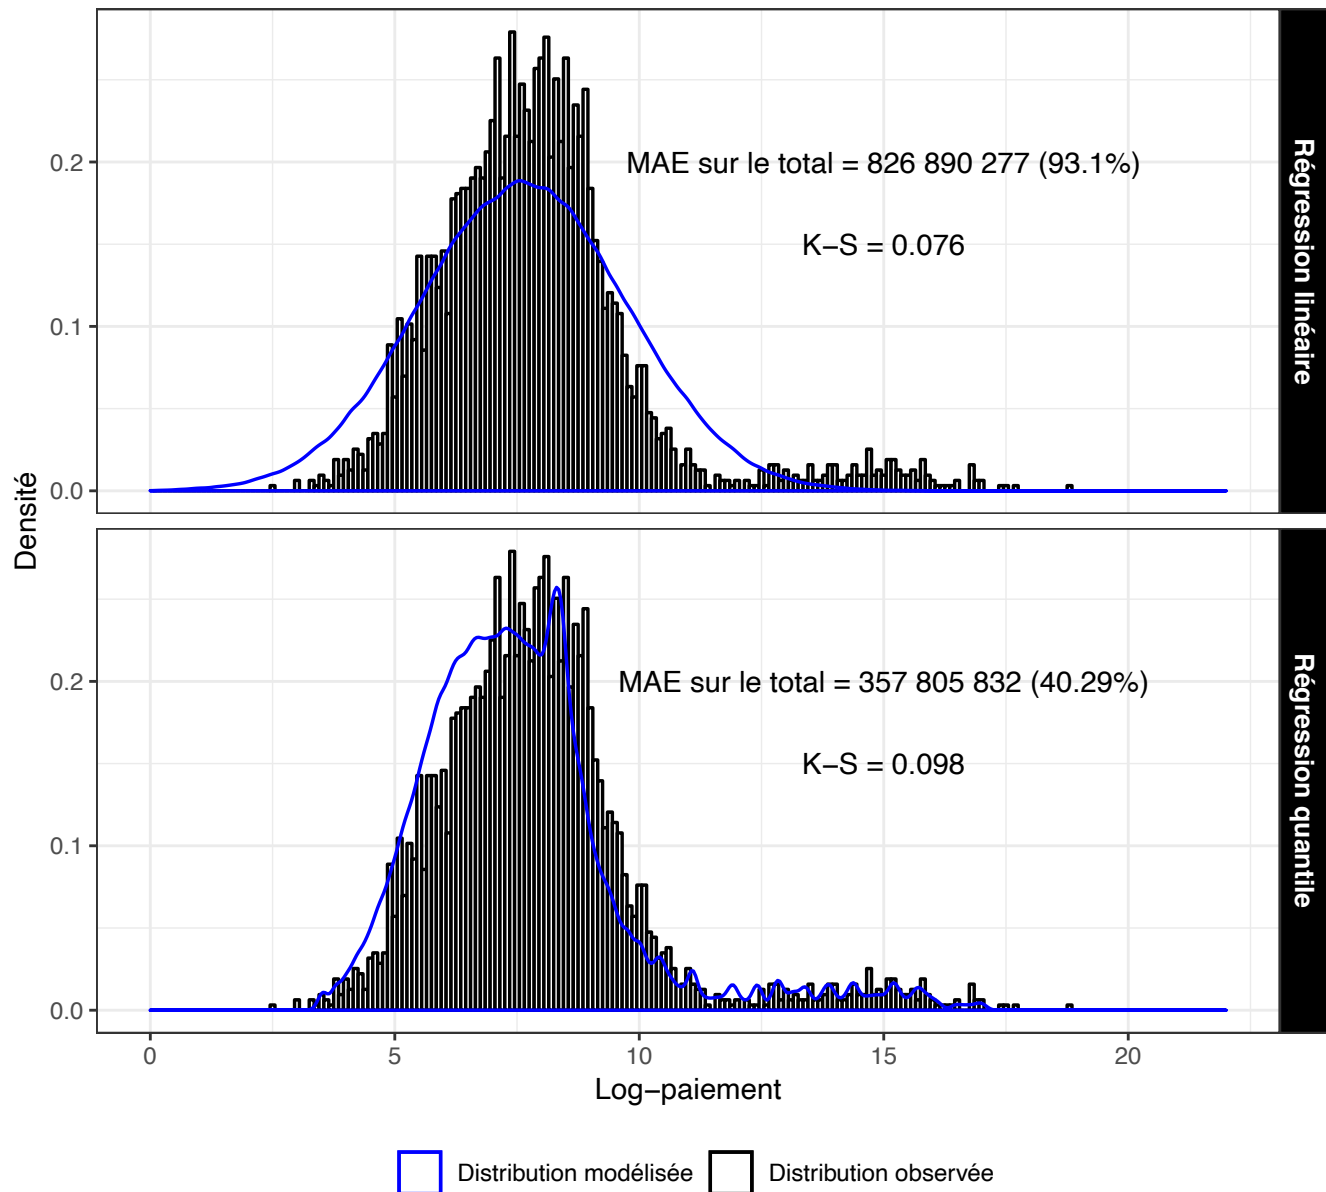 Densité
0.2
0.1
0.0
MAE sur le total = 826 890 277 (93.1%)
K−S = 0.076
Régression linéaire
0.2
0.1
0.0
MAE sur le total = 357 805 832 (40.29%)
K−S = 0.098
Régression quantile
0 5 10 15 20
Log−paiement
Distribution modélisée Distribution observée